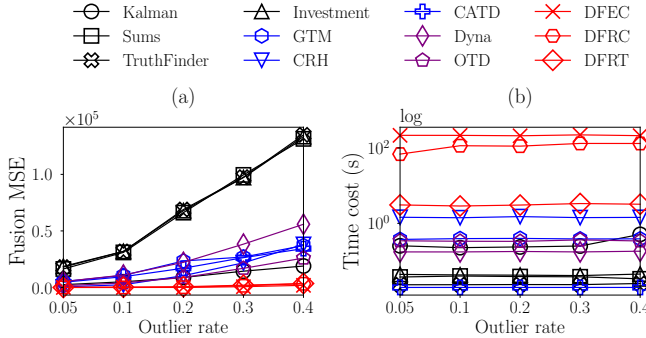 Kalman Investment CATD DFEC
Sums GTM Dyna DFRC
TruthFinder CRH OTD DFRT
(a) (b)
×10⁵ log
1.0
0.5
0.0
Fusion MSE
0.05 0.1 0.2 0.3 0.4
Outlier rate
10²
10⁰
Time cost (s)
0.05 0.1 0.2 0.3 0.4
Outlier rate